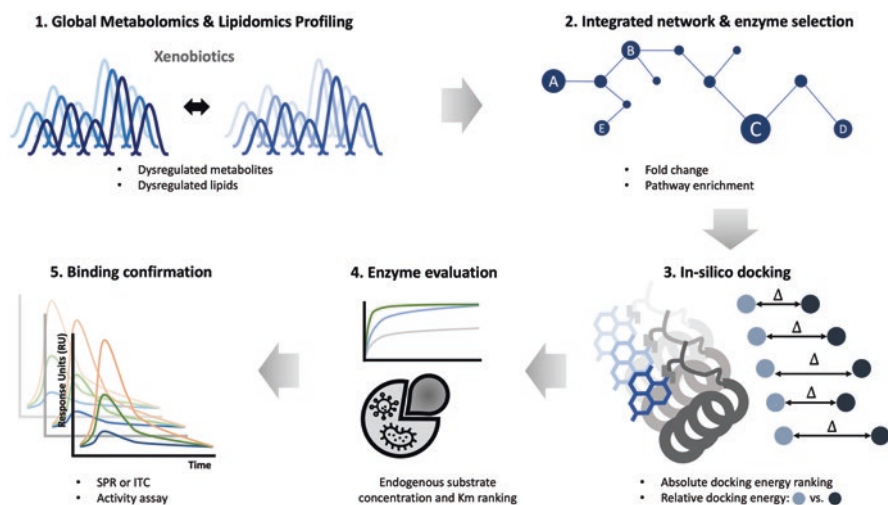 1. Global Metabolomics & Lipidomics Profiling
Xenobiotics
• Dysregulated metabolites
• Dysregulated lipids
2. Integrated network & enzyme selection
A
B
C
D
E
• Fold change
• Pathway enrichment
3. In-silico docking
Δ
Δ
Δ
Δ
Δ
• Absolute docking energy ranking
• Relative docking energy: vs.
4. Enzyme evaluation
Endogenous substrate
concentration and Km ranking
5. Binding confirmation
Response Units (RU)
Time
• SPR or ITC
• Activity assay